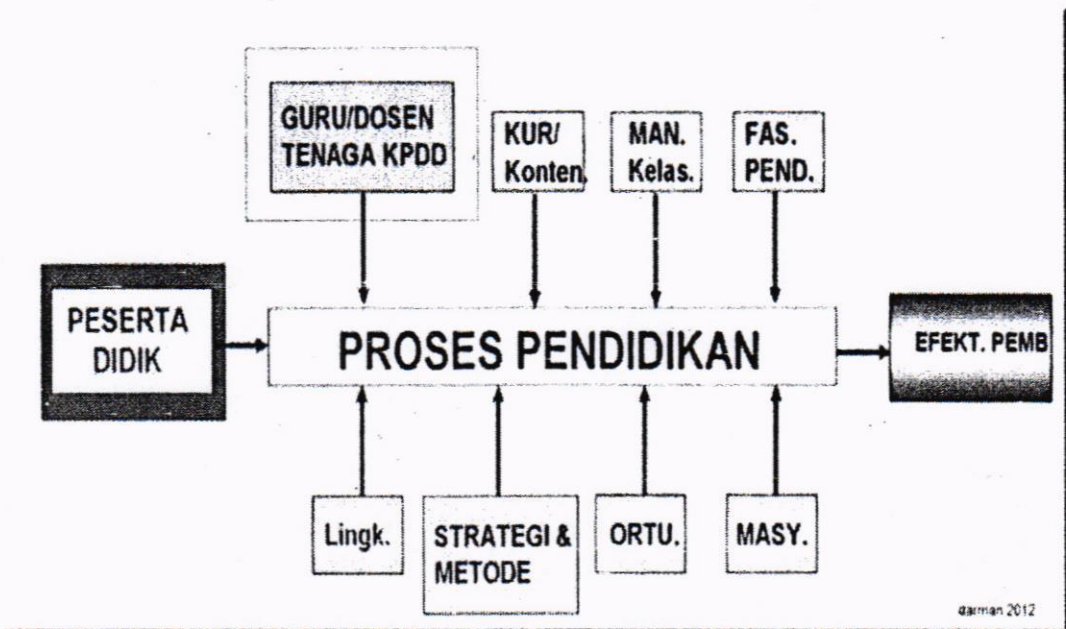 GURU/DOSEN
TENAGA KPDD
KUR/
Konten.
MAN.
Kelas.
FAS.
PEND.
PESERTA
DIDIK
PROSES PENDIDIKAN
EFEKT. PEMB
Lingk.
STRATEGI &
METODE
ORTU.
MASY.
darman 2012